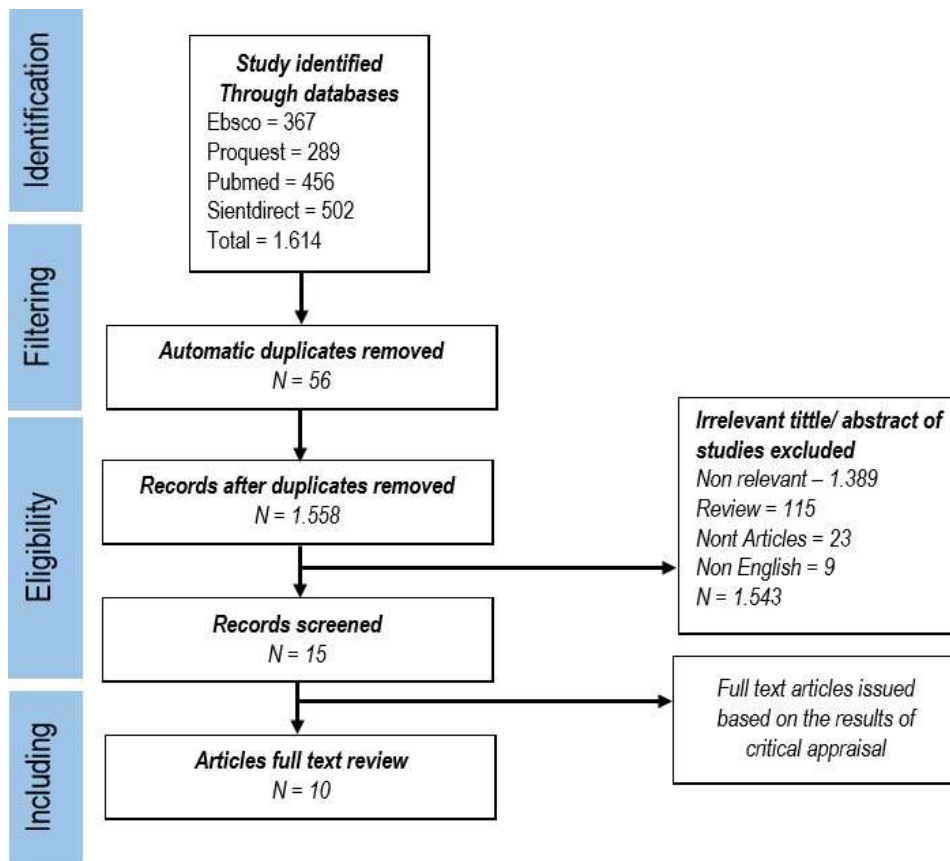 Identification
Study identified
Through databases
Ebsco = 367
Proquest = 289
Pubmed = 456
Sientdirect = 502
Total = 1.614
Filtering
Automatic duplicates removed
N = 56
Eligibility
Records after duplicates removed
N = 1.558
Irrelevant tittle/ abstract of
studies excluded
Non relevant – 1.389
Review = 115
Nont Articles = 23
Non English = 9
N = 1.543
Records screened
N = 15
Full text articles issued
based on the results of
critical appraisal
Including
Articles full text review
N = 10